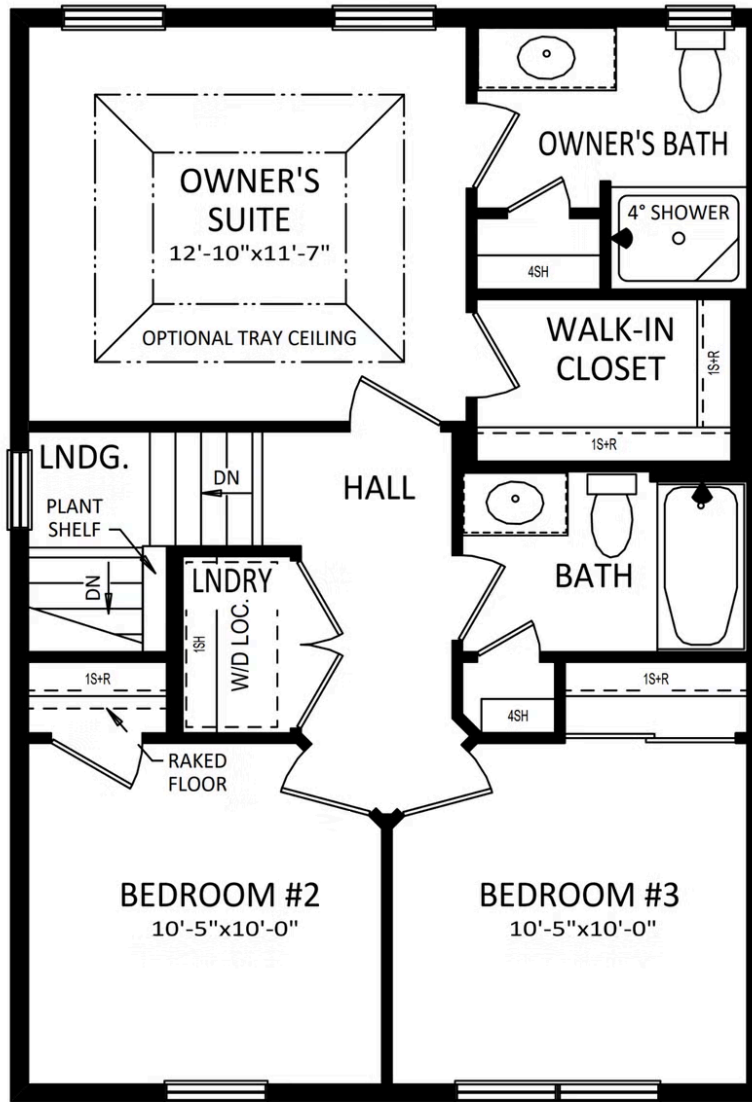 OWNER'S
SUITE
12'-10"x11'-7"
OPTIONAL TRAY CEILING
OWNER'S BATH
4° SHOWER
4SH
WALK-IN
CLOSET
1S+R
1S+R
LNDG.
PLANT
SHELF
DN
DN
HALL
LNDRY
1SH
W/D LOC.
BATH
1S+R
RAKED
FLOOR
4SH
1S+R
BEDROOM #2
10'-5"x10'-0"
BEDROOM #3
10'-5"x10'-0"